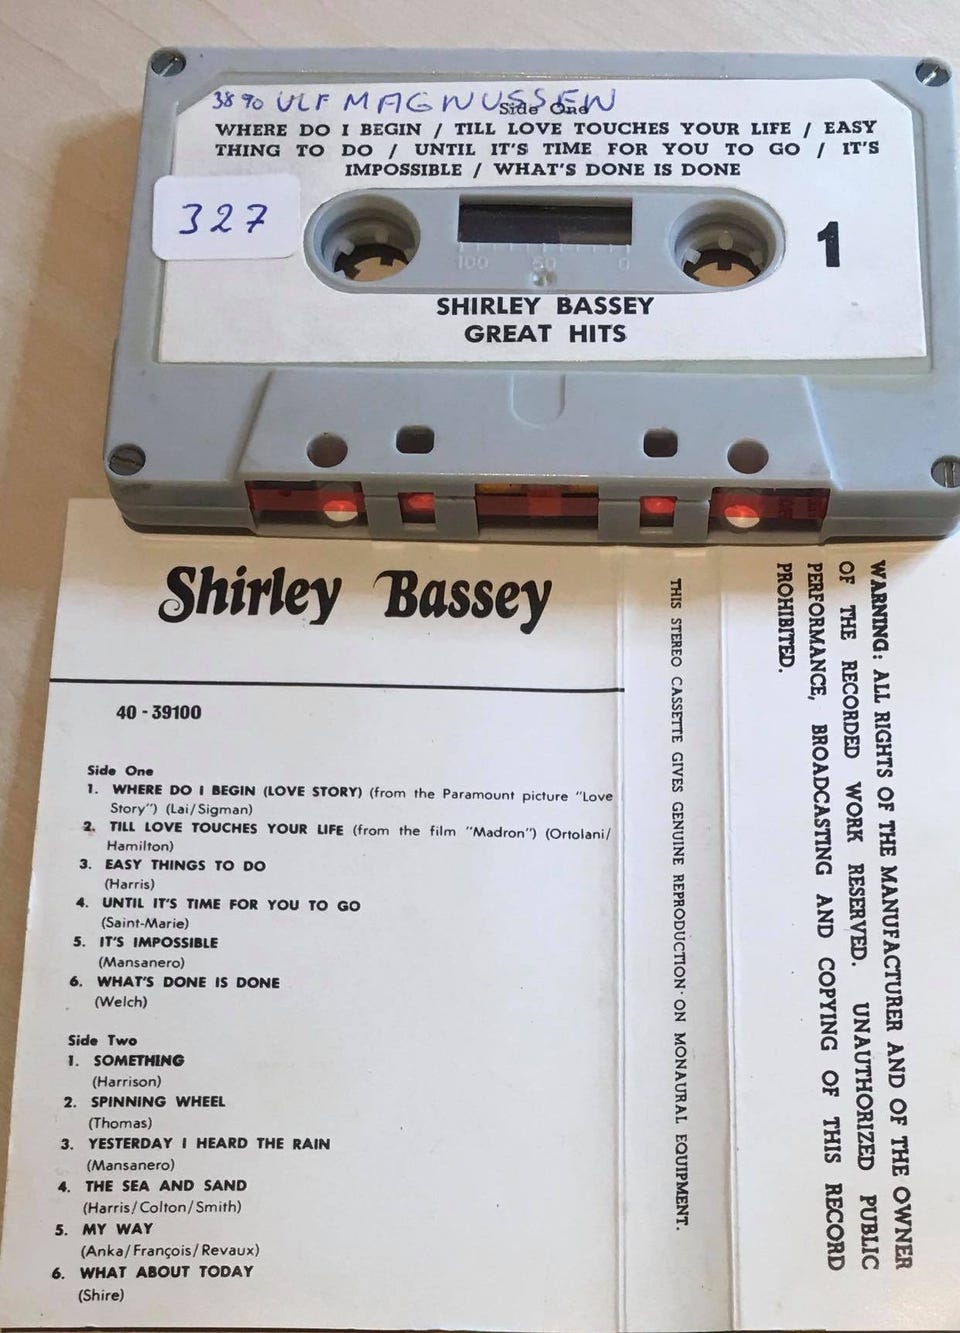 3890 ULF MAGNUSSEN
Side One
WHERE DO I BEGIN / TILL LOVE TOUCHES YOUR LIFE / EASY
THING TO DO / UNTIL IT'S TIME FOR YOU TO GO / IT'S
IMPOSSIBLE / WHAT'S DONE IS DONE
327
1
100 50 0
SHIRLEY BASSEY
GREAT HITS
Shirley Bassey
40 - 39100
Side One
1. WHERE DO I BEGIN (LOVE STORY) (from the Paramount picture "Love
Story") (Lai/Sigman)
2. TILL LOVE TOUCHES YOUR LIFE (from the film "Madron") (Ortolani/
Hamilton)
3. EASY THINGS TO DO
(Harris)
4. UNTIL IT'S TIME FOR YOU TO GO
(Saint-Marie)
5. IT'S IMPOSSIBLE
(Mansanero)
6. WHAT'S DONE IS DONE
(Welch)
Side Two
1. SOMETHING
(Harrison)
2. SPINNING WHEEL
(Thomas)
3. YESTERDAY I HEARD THE RAIN
(Mansanero)
4. THE SEA AND SAND
(Harris/Colton/Smith)
5. MY WAY
(Anka/François/Revaux)
6. WHAT ABOUT TODAY
(Shire)
THIS STEREO CASSETTE GIVES GENUINE REPRODUCTION ON MONAURAL EQUIPMENT.
WARNING: ALL RIGHTS OF THE MANUFACTURER AND OF THE OWNER
OF THE RECORDED WORK RESERVED. UNAUTHORIZED PUBLIC
PERFORMANCE, BROADCASTING AND COPYING OF THIS RECORD
PROHIBITED.